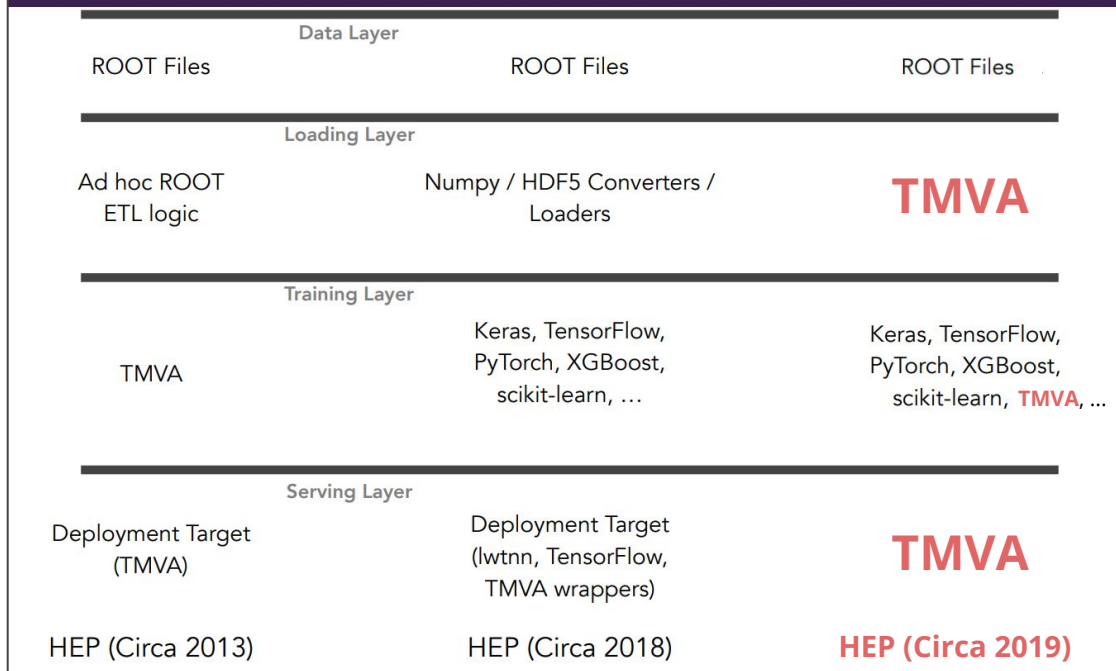 Data Layer
ROOT Files
ROOT Files
ROOT Files
Loading Layer
Ad hoc ROOT
ETL logic
Numpy / HDF5 Converters /
Loaders
TMVA
Training Layer
TMVA
Keras, TensorFlow,
PyTorch, XGBoost,
scikit-learn, …
Keras, TensorFlow,
PyTorch, XGBoost,
scikit-learn, TMVA, ...
Serving Layer
Deployment Target
(TMVA)
Deployment Target
(lwtnn, TensorFlow,
TMVA wrappers)
TMVA
HEP (Circa 2013)
HEP (Circa 2018)
HEP (Circa 2019)